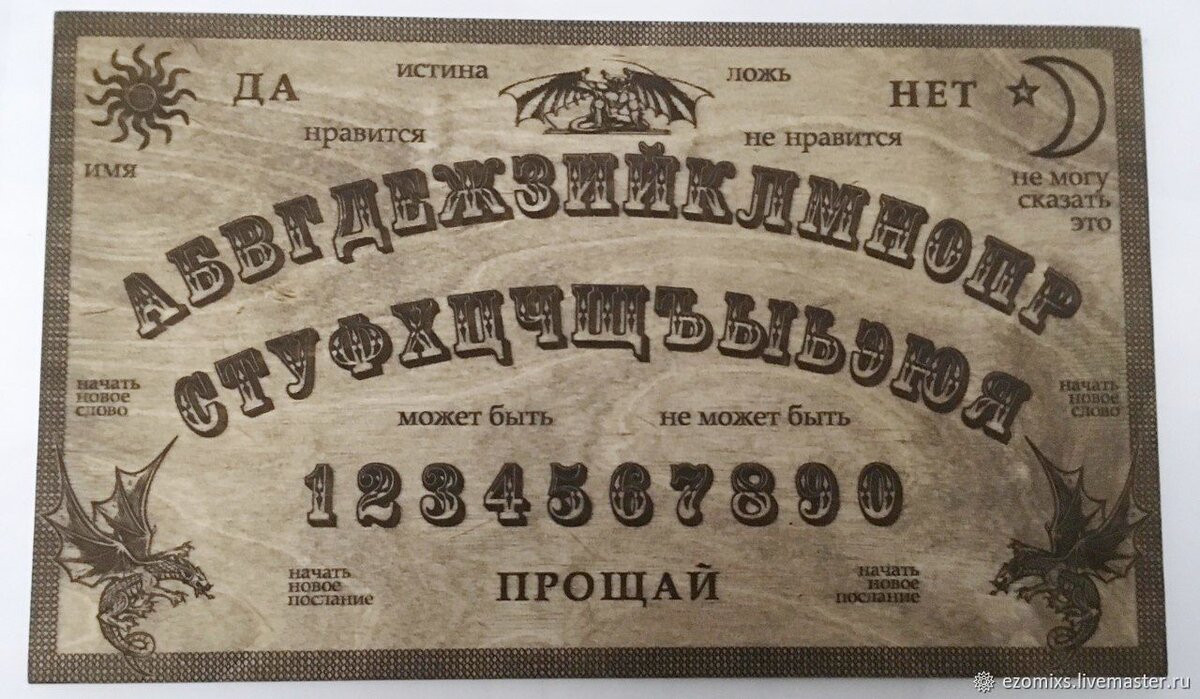 ДА истина ложь НЕТ
нравится не нравится
имя
не могу
сказать
это
АБВГДЕЖЗИЙКЛМНОПР
СТУФХЦЧЩЪЫЬЭЮЯ
начать
новое
слово
начать
новое
слово
может быть не может быть
1234567890
начать
новое
послание
ПРОЩАЙ
начать
новое
послание
ezomixs.livemaster.ru